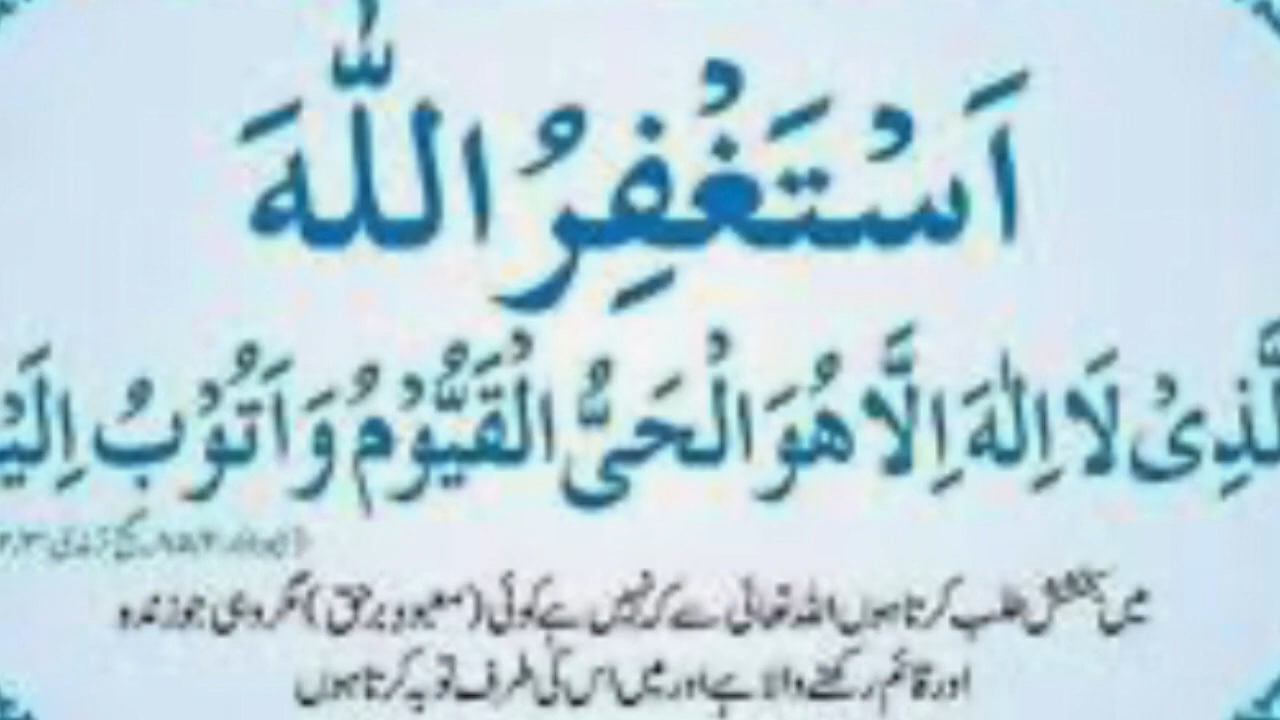 اَسْتَغْفِرُ اللّٰهَ
لَّذِیْ لَا اِلٰهَ اِلَّا هُوَ الْحَیُّ الْقَیُّوْمُ وَاَتُوْبُ اِلَیْ
میں بخشش طلب کرتا ہوں اللہ تعالی سے کہ نہیں ہے کوئی (معبود برحق) مگر وہی جو زندہ
اور قائم رکھنے والا ہے اور میں اس کی طرف توبہ کرتا ہوں